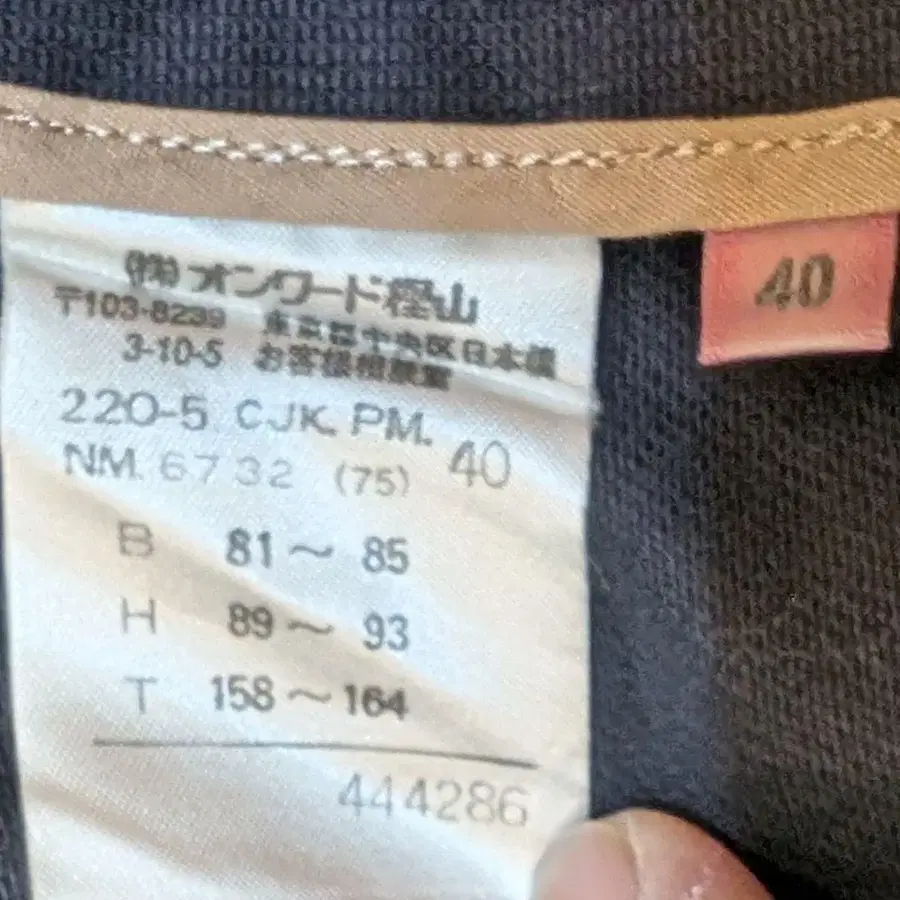 (株)オンワード樫山
〒103-8239 東京都中央区日本橋
3-10-5 お客様相談室
220-5 CJK. PM.
NM. 6732 (75) 40
B 81～85
H 89～93
T 158～164
444286
40